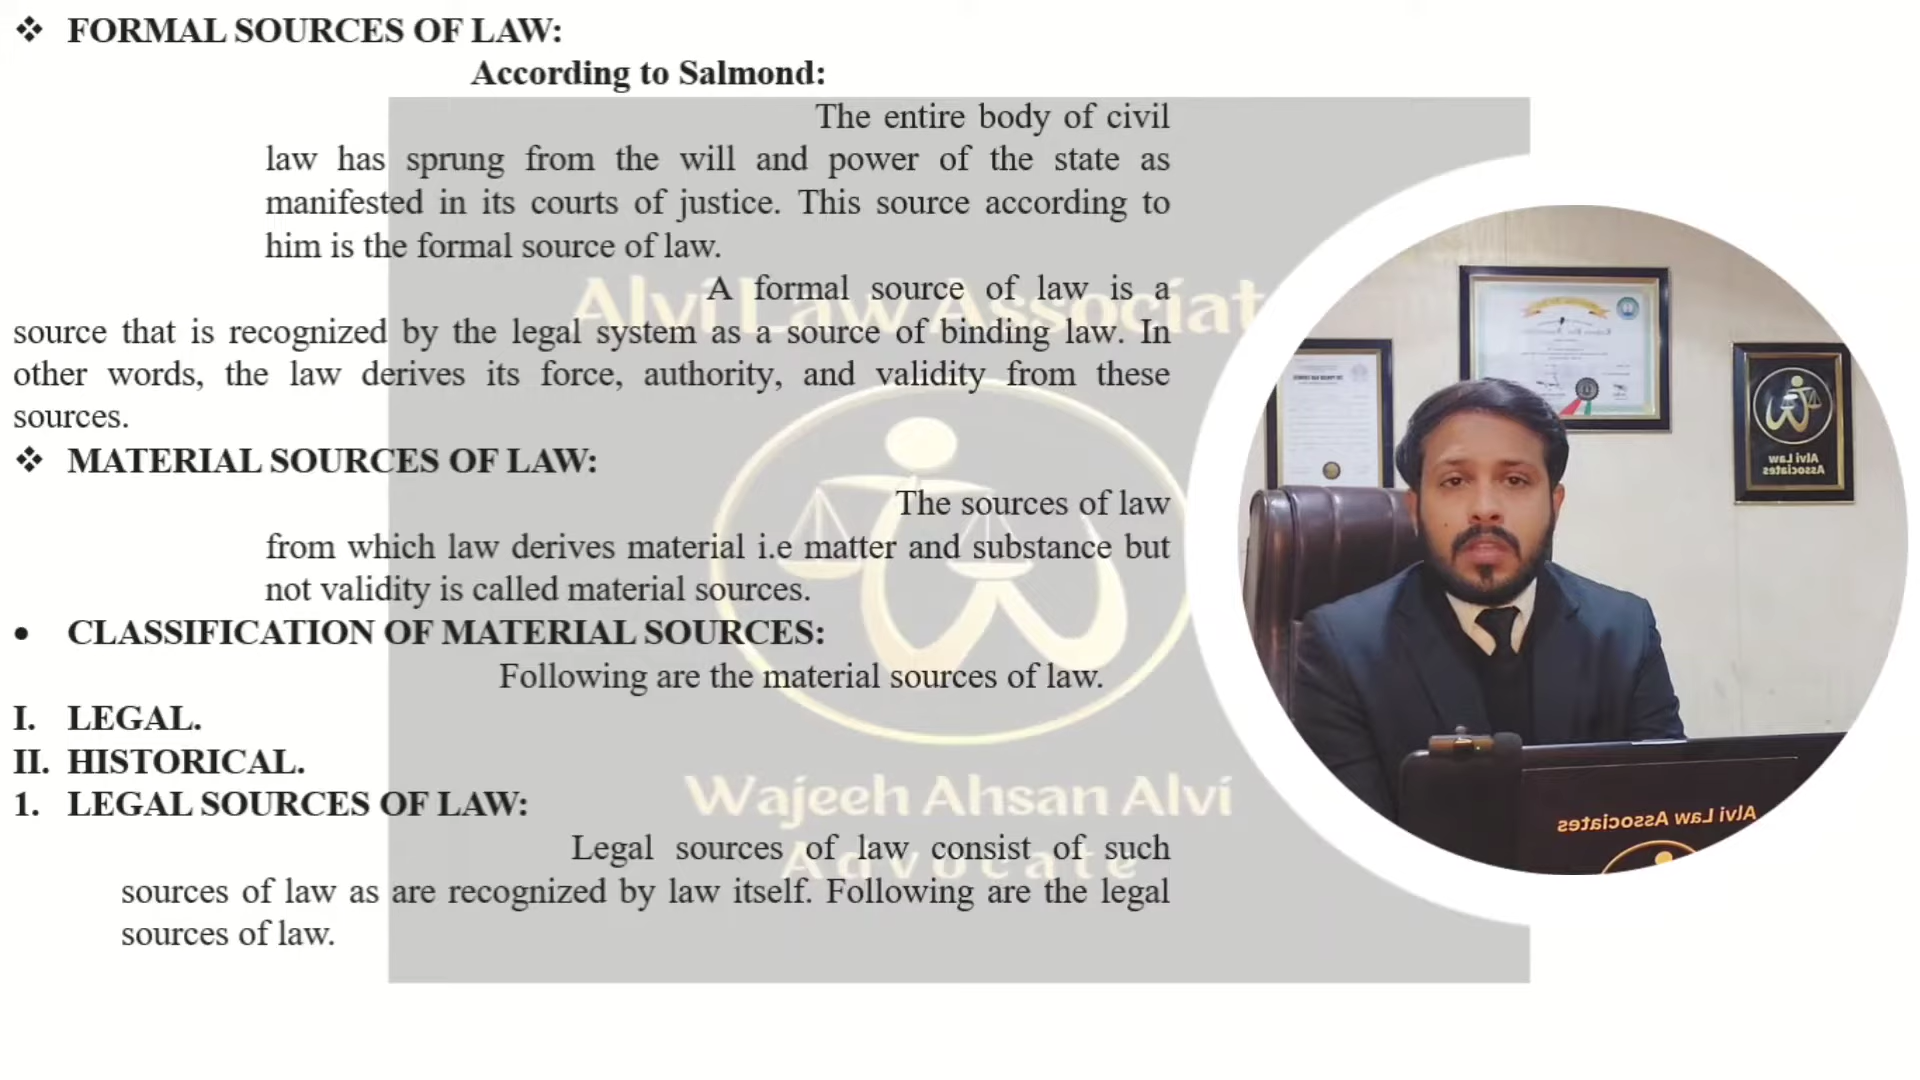 ❖ FORMAL SOURCES OF LAW:
According to Salmond:
The entire body of civil
law has sprung from the will and power of the state as
manifested in its courts of justice. This source according to
him is the formal source of law.
A formal source of law is a
source that is recognized by the legal system as a source of binding law. In
other words, the law derives its force, authority, and validity from these
sources.
❖ MATERIAL SOURCES OF LAW:
The sources of law
from which law derives material i.e matter and substance but
not validity is called material sources.
• CLASSIFICATION OF MATERIAL SOURCES:
Following are the material sources of law.
I. LEGAL.
II. HISTORICAL.
1. LEGAL SOURCES OF LAW:
Legal sources of law consist of such
sources of law as are recognized by law itself. Following are the legal
sources of law.
Alvi Law Associat
Wajeeh Ahsan Alvi
Advocate
Alvi Law
Associates
Alvi Law Associates